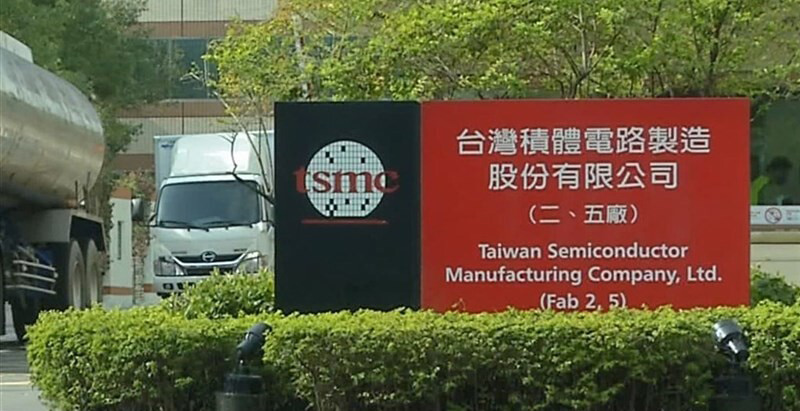 tsmc
台灣積體電路製造
股份有限公司
（二、五廠）
Taiwan Semiconductor
Manufacturing Company, Ltd.
(Fab 2, 5)